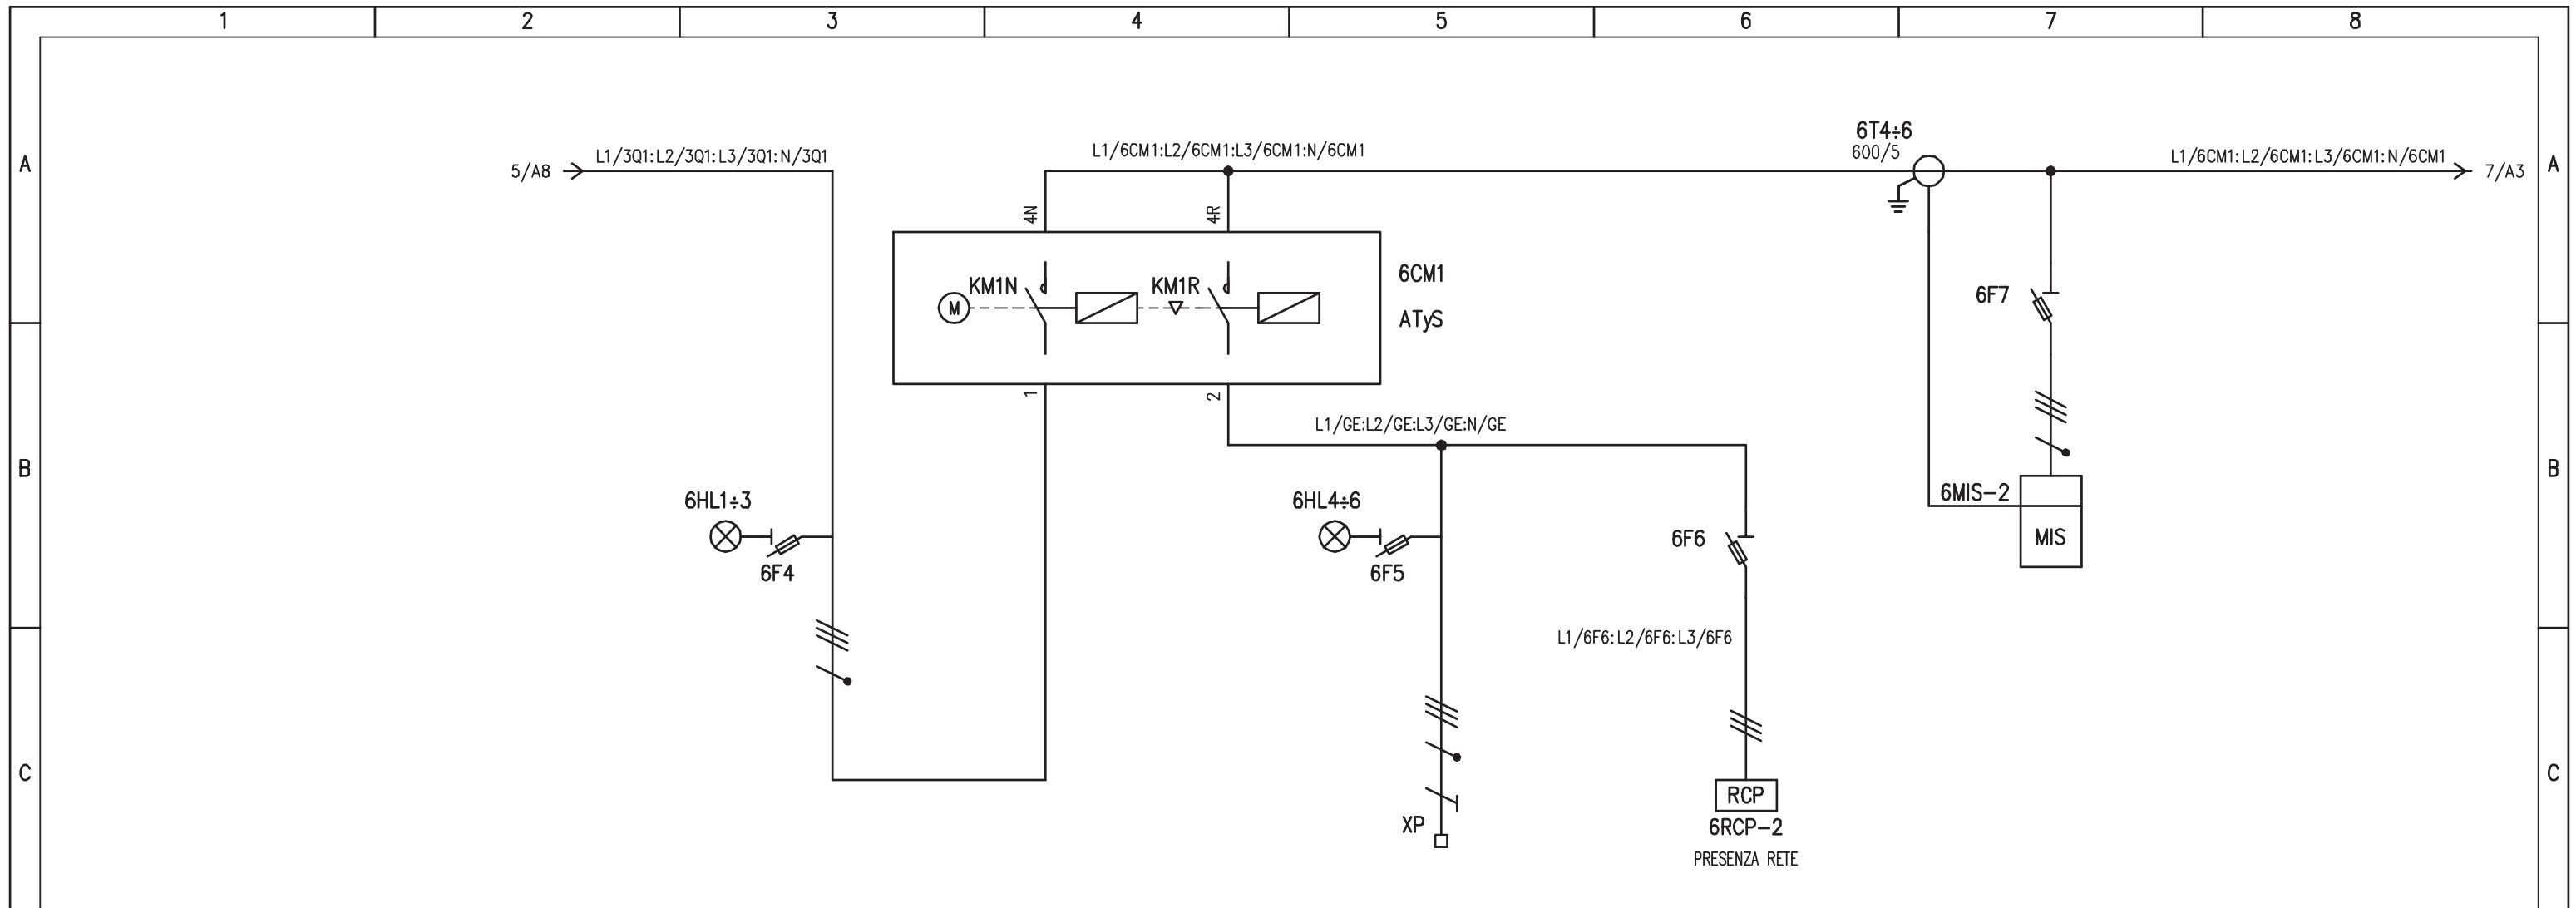 1 2 3 4 5 6 7 8
A
5/A8
L1/3Q1:L2/3Q1:L3/3Q1:N/3Q1
L1/6CM1:L2/6CM1:L3/6CM1:N/6CM1
6T4÷6
600/5
L1/6CM1:L2/6CM1:L3/6CM1:N/6CM1
7/A3
A
4N
4R
KM1N
M
KM1R
6CM1
ATyS
6F7
1
2
L1/GE:L2/GE:L3/GE:N/GE
B
B
6HL1÷3
6F4
6HL4÷6
6F5
6F6
6MIS-2
MIS
L1/6F6:L2/6F6:L3/6F6
C
C
XP
RCP
6RCP-2
PRESENZA RETE